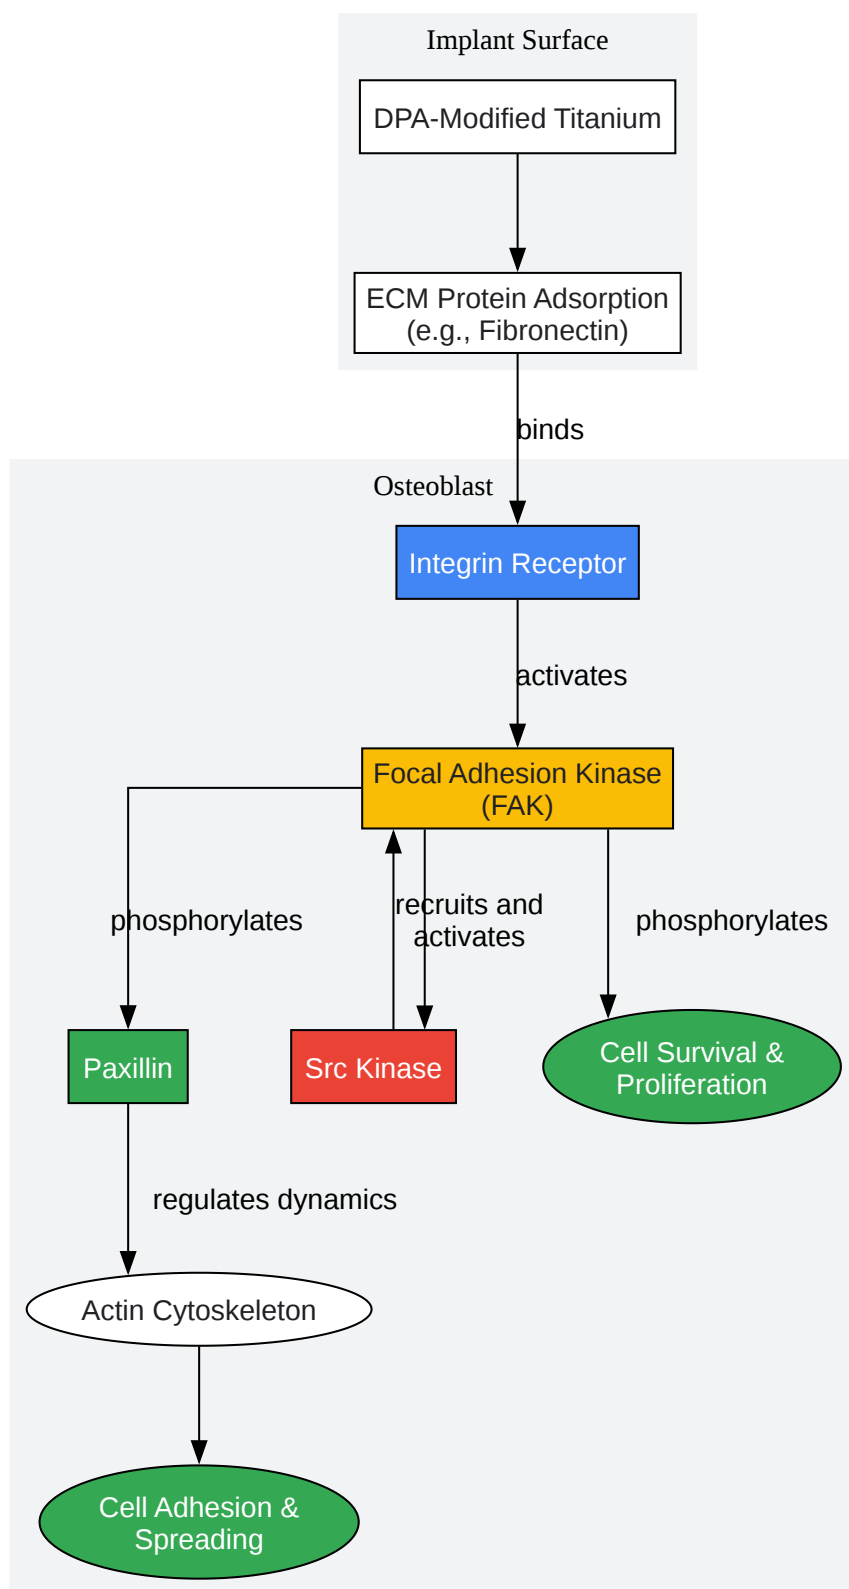 Implant Surface
DPA-Modified Titanium
ECM Protein Adsorption
(e.g., Fibronectin)
binds
Osteoblast
Integrin Receptor
activates
Focal Adhesion Kinase
(FAK)
phosphorylates
recruits and
activates
phosphorylates
Paxillin
Src Kinase
Cell Survival &
Proliferation
regulates dynamics
Actin Cytoskeleton
Cell Adhesion &
Spreading